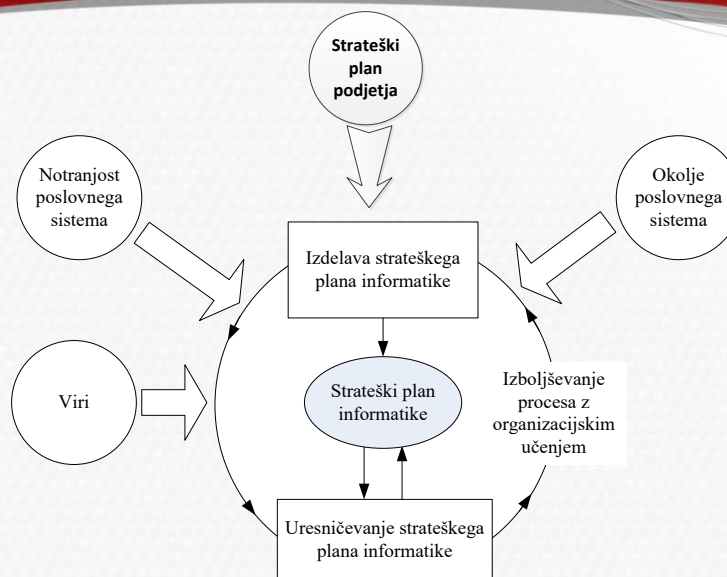 Strateški
plan
podjetja
Notranjost
poslovnega
sistema
Okolje
poslovnega
sistema
Izdelava strateškega
plana informatike
Viri
Strateški plan
informatike
Izboljševanje
procesa z
organizacijskim
učenjem
Uresničevanje strateškega
plana informatike